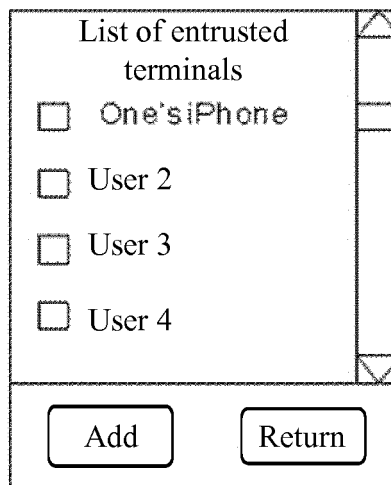 List of entrusted
terminals
One'siPhone
User 2
User 3
User 4
Add
Return